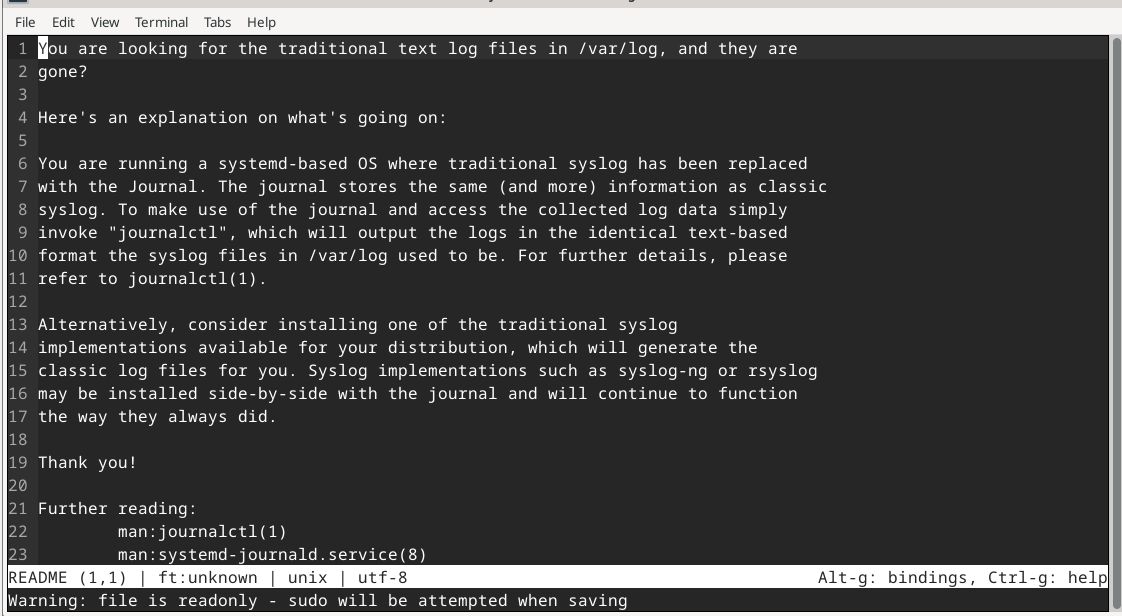 File Edit View Terminal Tabs Help
1 You are looking for the traditional text log files in /var/log, and they are
2 gone?
3
4 Here's an explanation on what's going on:
5
6 You are running a systemd-based OS where traditional syslog has been replaced
7 with the Journal. The journal stores the same (and more) information as classic
8 syslog. To make use of the journal and access the collected log data simply
9 invoke "journalctl", which will output the logs in the identical text-based
10 format the syslog files in /var/log used to be. For further details, please
11 refer to journalctl(1).
12
13 Alternatively, consider installing one of the traditional syslog
14 implementations available for your distribution, which will generate the
15 classic log files for you. Syslog implementations such as syslog-ng or rsyslog
16 may be installed side-by-side with the journal and will continue to function
17 the way they always did.
18
19 Thank you!
20
21 Further reading:
22         man:journalctl(1)
23         man:systemd-journald.service(8)
README (1,1) | ft:unknown | unix | utf-8 Alt-g: bindings, Ctrl-g: help
Warning: file is readonly - sudo will be attempted when saving